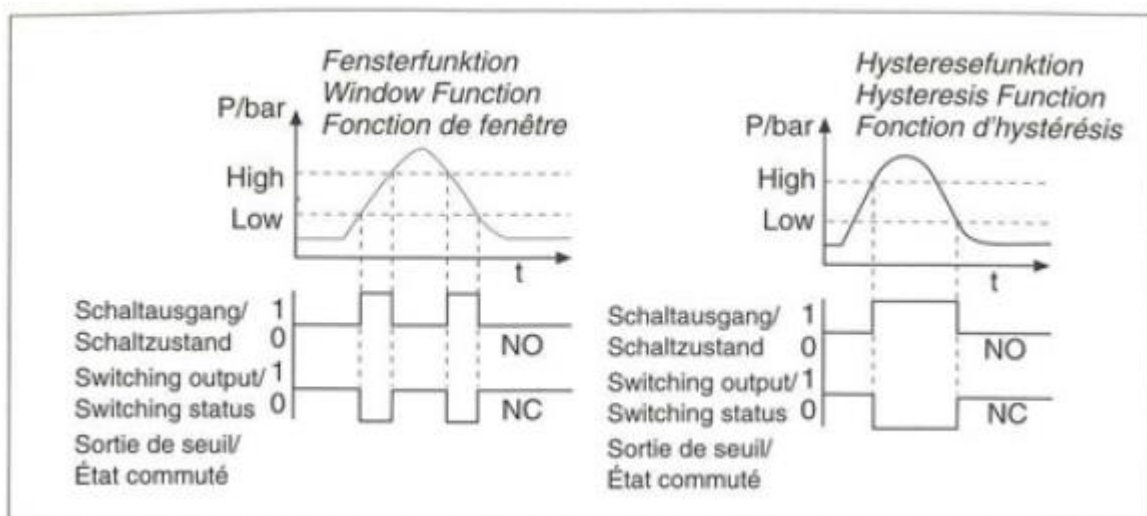 Fensterfunktion
Window Function
Fonction de fenêtre
P/bar
High
Low
t
Schaltausgang/ 1
Schaltzustand 0
NO
Switching output/ 1
Switching status 0
NC
Sortie de seuil/
État commuté
Hysteresefunktion
Hysteresis Function
Fonction d'hystérésis
P/bar
High
Low
t
Schaltausgang/ 1
Schaltzustand 0
NO
Switching output/ 1
Switching status 0
NC
Sortie de seuil/
État commuté